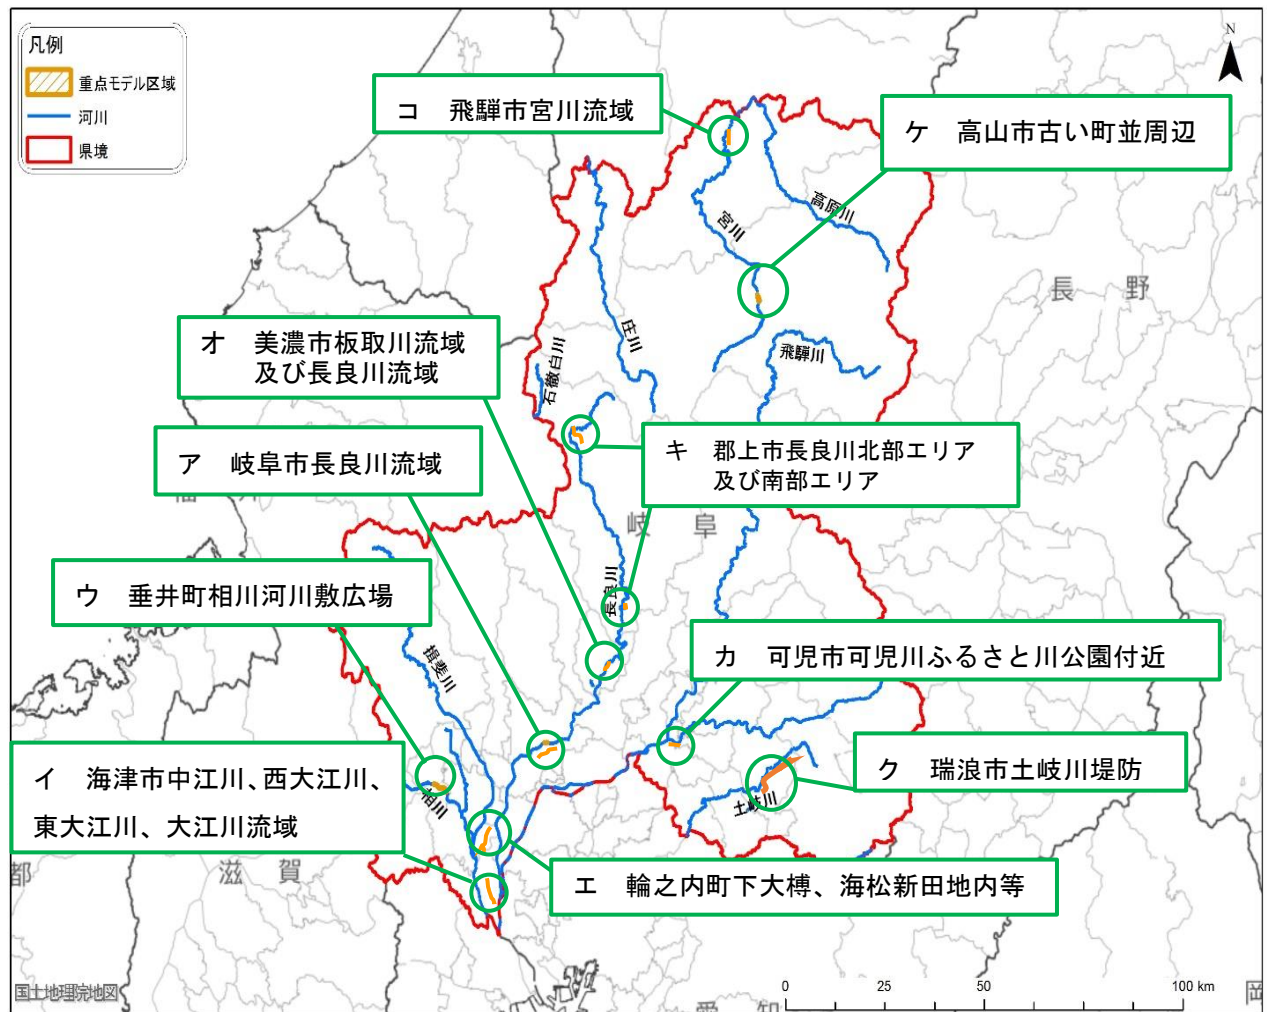 凡例
重点モデル区域
河川
県境
N
コ 飛騨市宮川流域
ケ 高山市古い町並周辺
高原川
宮川
長 野
オ 美濃市板取川流域
及び長良川流域
庄川
飛騨川
石徹白川
ア 岐阜市長良川流域
キ 郡上市長良川北部エリア
及び南部エリア
岐 阜
ウ 垂井町相川河川敷広場
長良川
カ 可児市可児川ふるさと川公園付近
揖斐川
イ 海津市中江川、西大江川、
東大江川、大江川流域
相川
ク 瑞浪市土岐川堤防
土岐川
都
滋 賀
エ 輪之内町下大榑、海松新田地内等
国土地理院地図
0 25 50 100 km
愛 知
岡